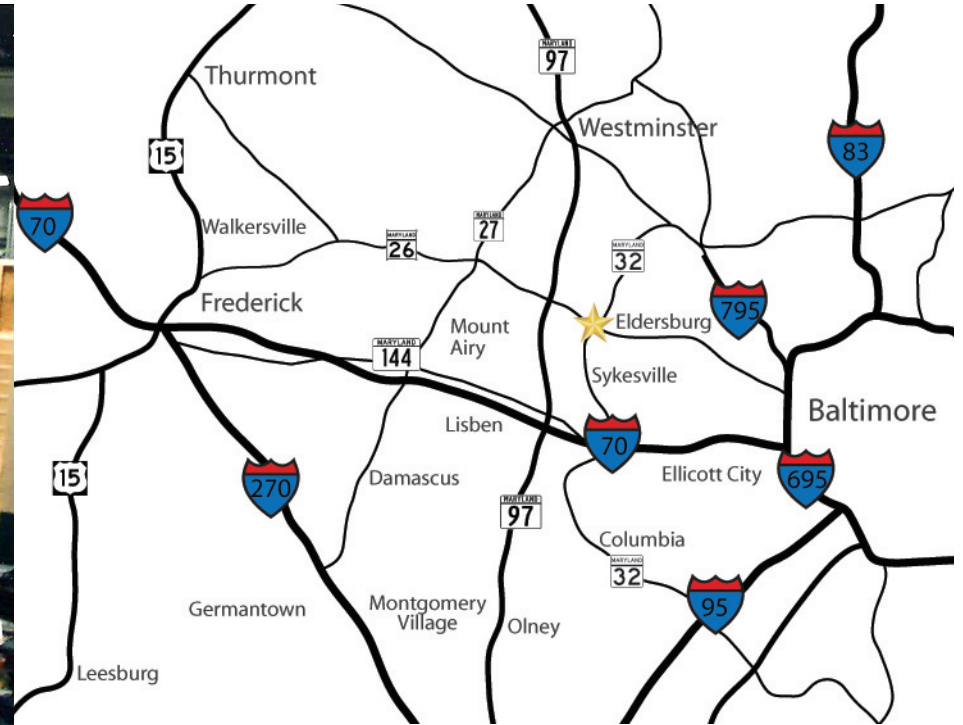 MARYLAND
97
Thurmont
Westminster
15
83
70
Walkersville
MARYLAND
27
MARYLAND
26
MARYLAND
32
Frederick
795
Mount
Airy
Eldersburg
MARYLAND
144
Sykesville
Baltimore
Lisben
70
Ellicott City
695
15
270
Damascus
MARYLAND
97
Columbia
MARYLAND
32
95
Germantown
Montgomery
Village
Olney
Leesburg